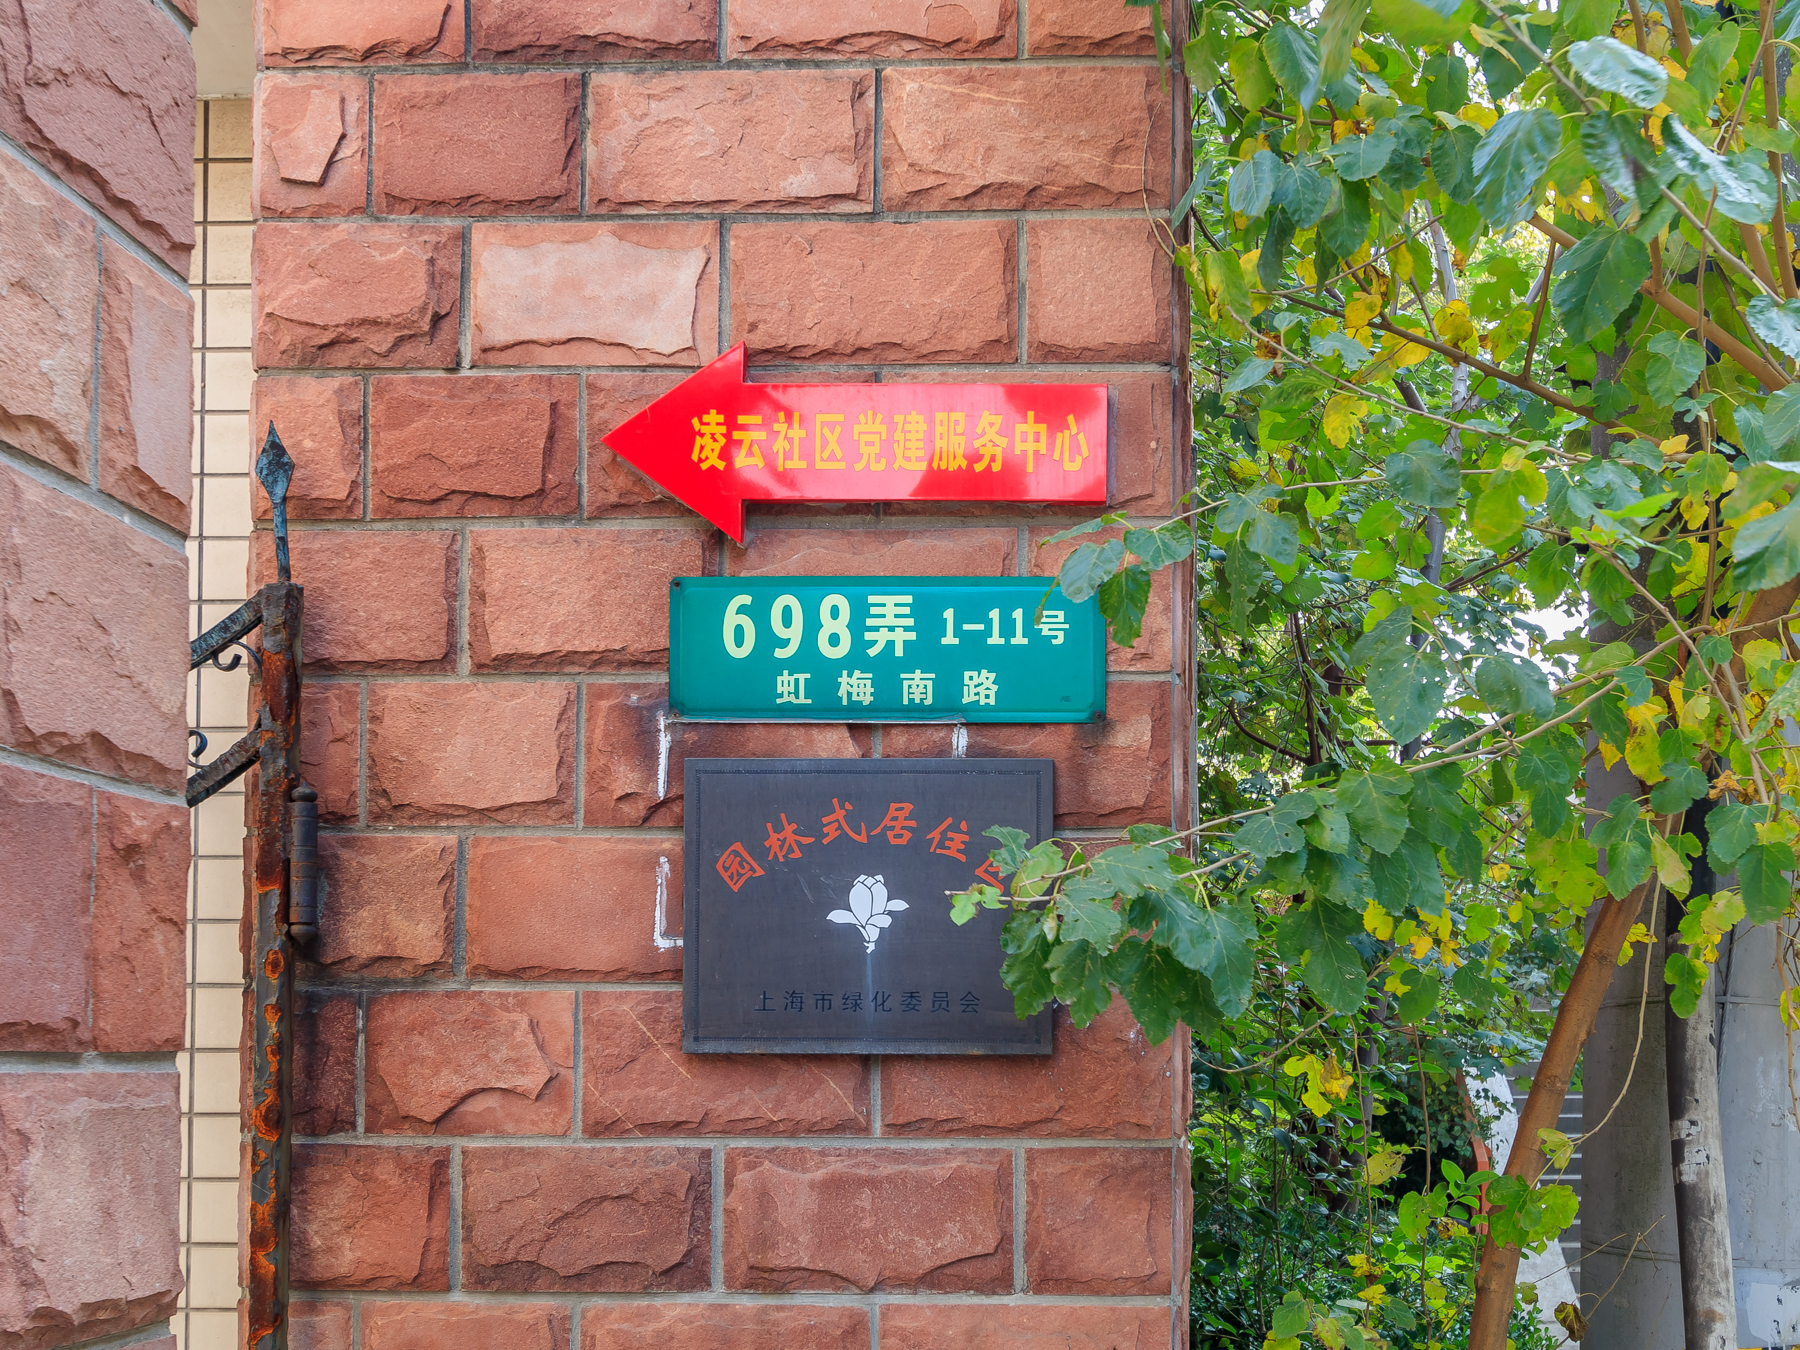 凌云社区党建服务中心
698弄 1-11号
虹梅南路
园林式居住区
上海市绿化委员会